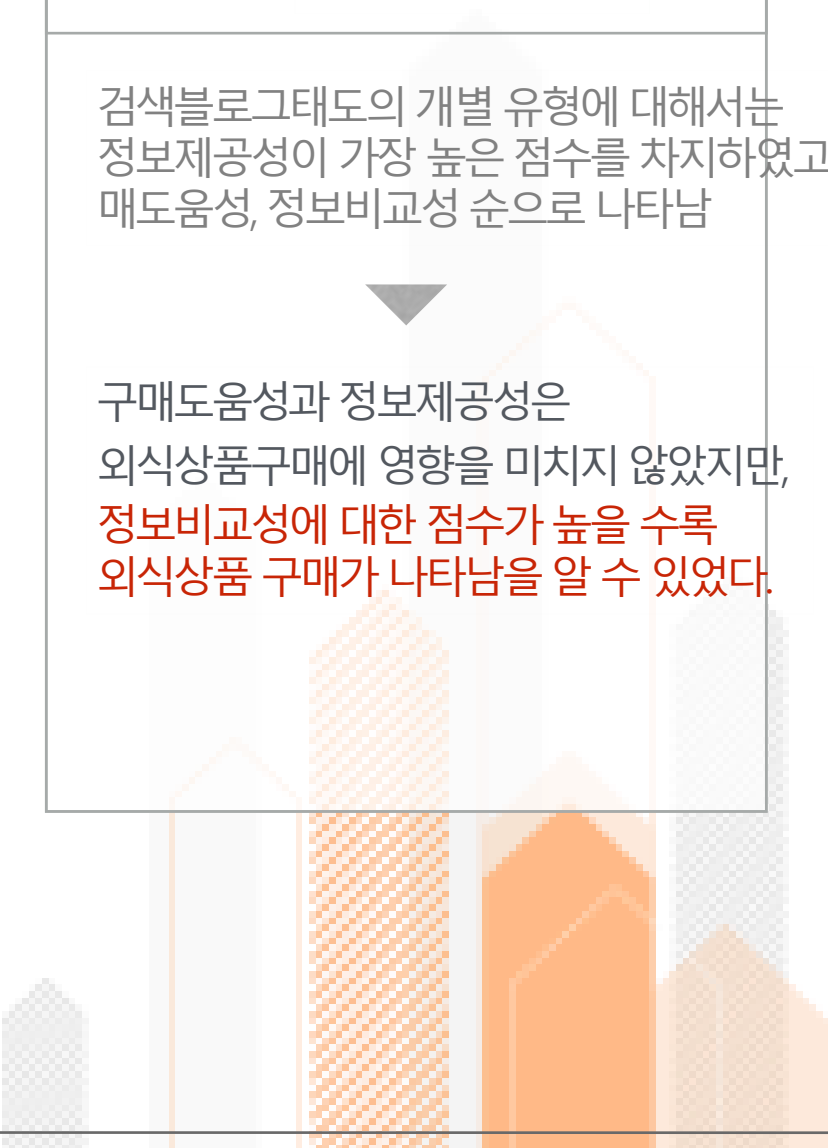 검색블로그태도의 개별 유형에 대해서는
정보제공성이 가장 높은 점수를 차지하였고
매도움성, 정보비교성 순으로 나타남
구매도움성과 정보제공성은
외식상품구매에 영향을 미치지 않았지만,
정보비교성에 대한 점수가 높을 수록
외식상품 구매가 나타남을 알 수 있었다.